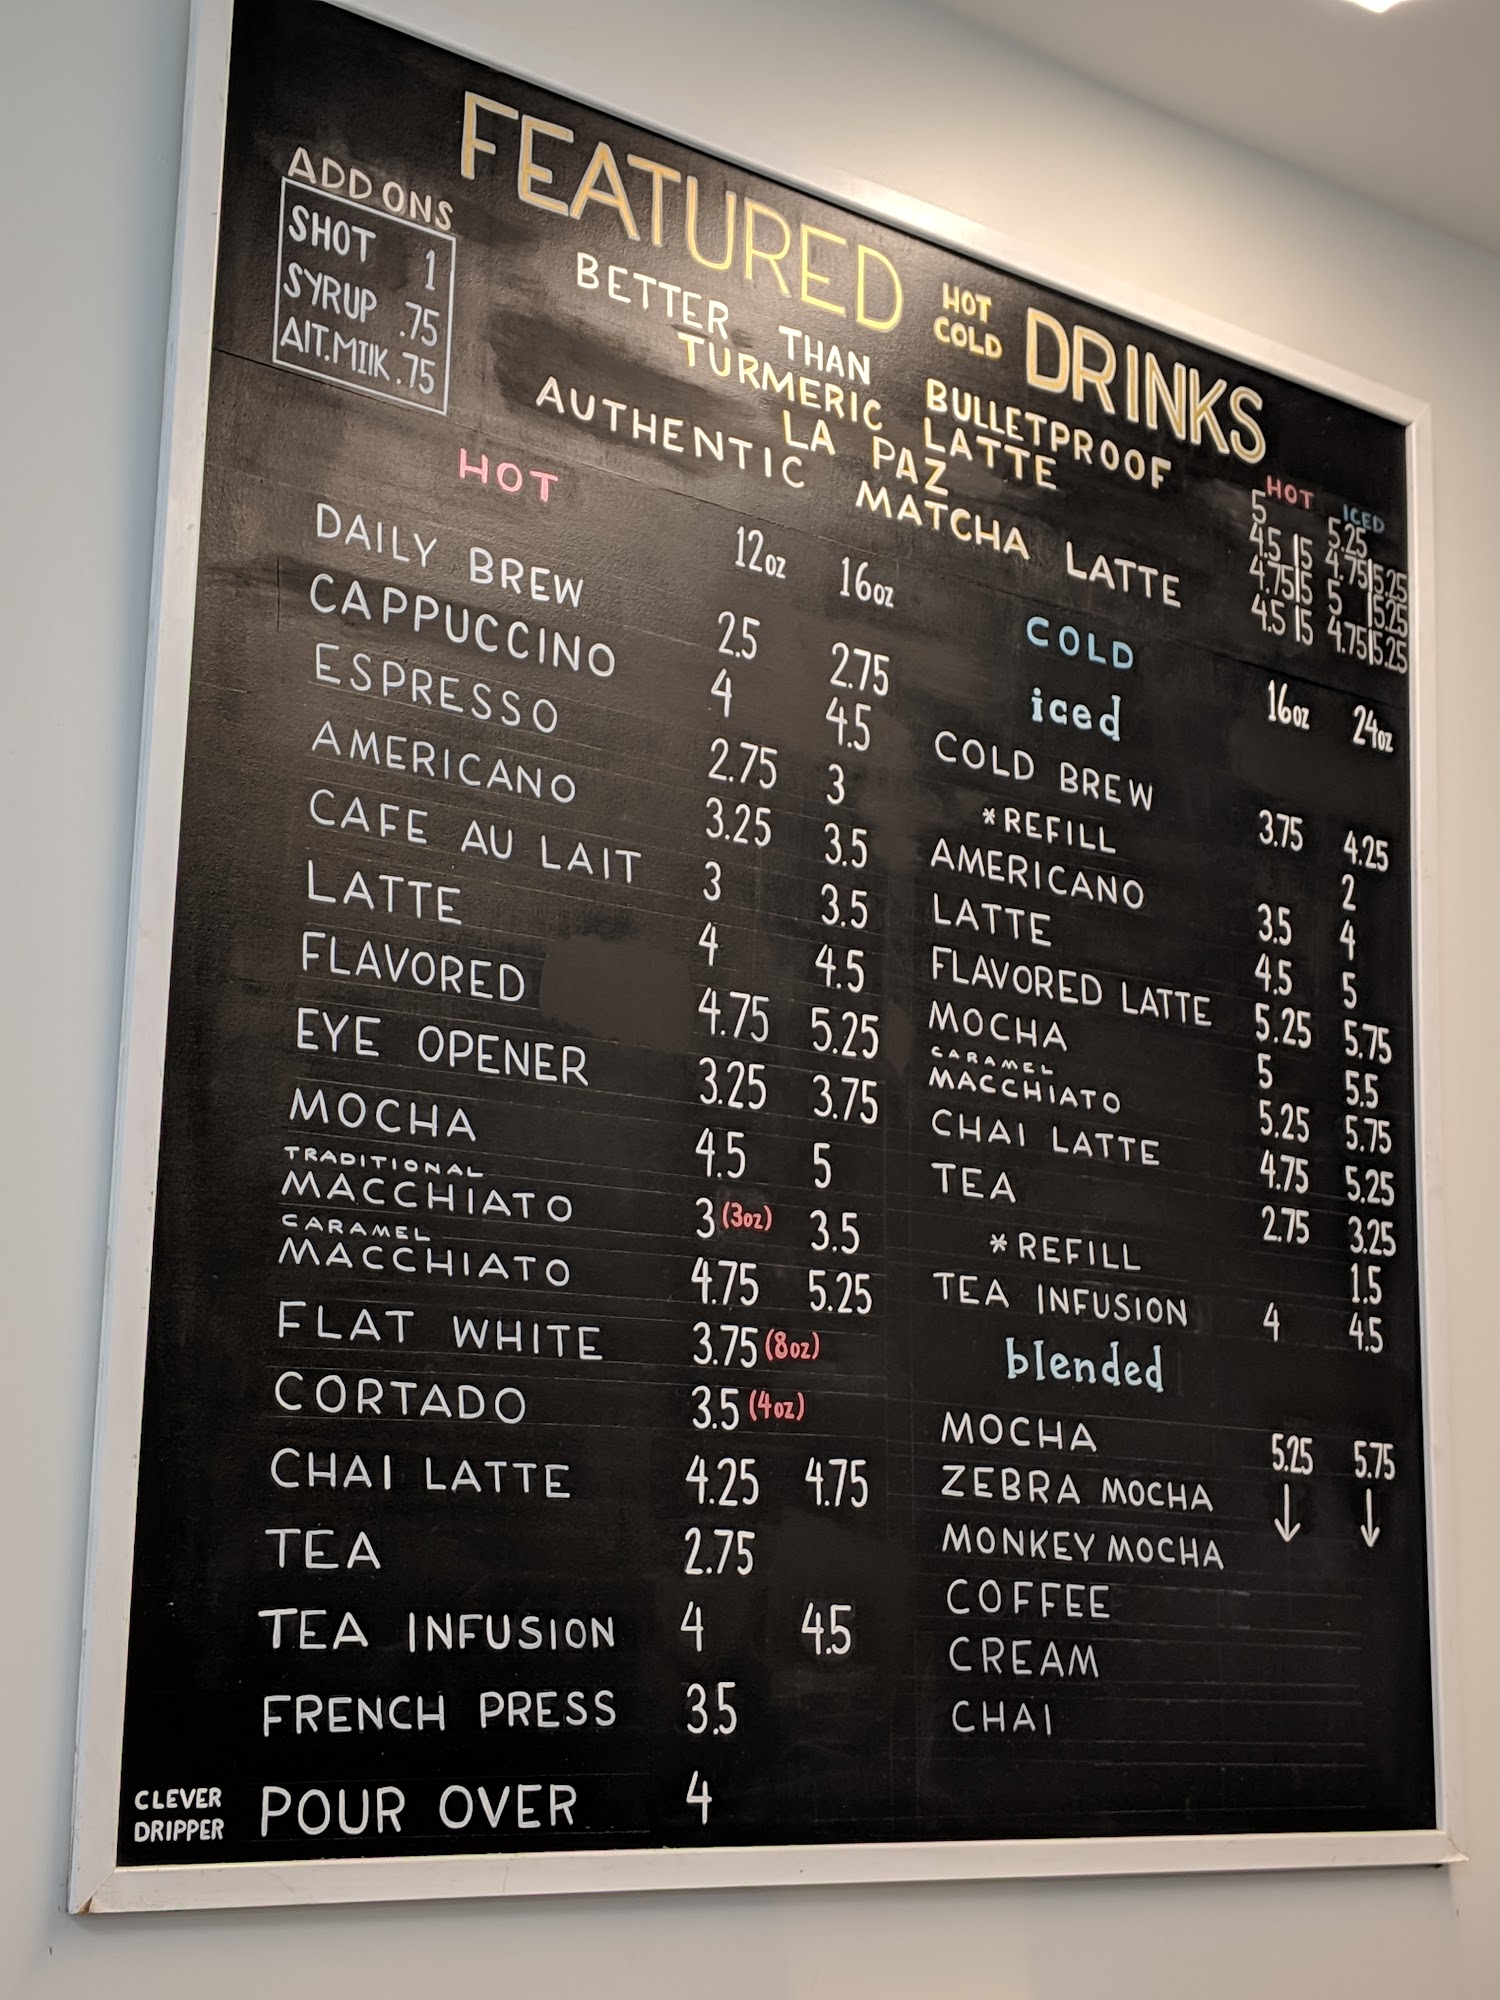 FEATURED HOT COLD DRINKS
ADD ONS
SHOT 1
SYRUP .75
AlT.MIlK .75
HOT ICED
BETTER THAN BULLETPROOF 5 5.25
TURMERIC LATTE 4.5|5 4.75|5.25
LA PAZ 4.75|5 5|5.25
AUTHENTIC MATCHA LATTE 4.5|5 4.75|5.25
HOT
12oz 16oz
DAILY BREW 2.5 2.75
CAPPUCCINO 4 4.5
ESPRESSO 2.75 3
AMERICANO 3.25 3.5
CAFE AU LAIT 3 3.5
LATTE 4 4.5
FLAVORED 4.75 5.25
EYE OPENER 3.25 3.75
MOCHA 4.5 5
TRADITIONAL
MACCHIATO 3 (3oz) 3.5
CARAMEL
MACCHIATO 4.75 5.25
FLAT WHITE 3.75 (8oz)
CORTADO 3.5 (4oz)
CHAI LATTE 4.25 4.75
TEA 2.75
TEA INFUSION 4 4.5
FRENCH PRESS 3.5
CLEVER
DRIPPER
POUR OVER 4
COLD
iced 16oz 24oz
COLD BREW 3.75 4.25
*REFILL 2
AMERICANO 3.5 4
LATTE 4.5 5
FLAVORED LATTE 5.25 5.75
MOCHA 5 5.5
CARAMEL
MACCHIATO 5.25 5.75
CHAI LATTE 4.75 5.25
TEA 2.75 3.25
*REFILL 1.5
TEA INFUSION 4 4.5
blended
MOCHA 5.25 5.75
ZEBRA MOCHA ↓ ↓
MONKEY MOCHA
COFFEE
CREAM
CHAI